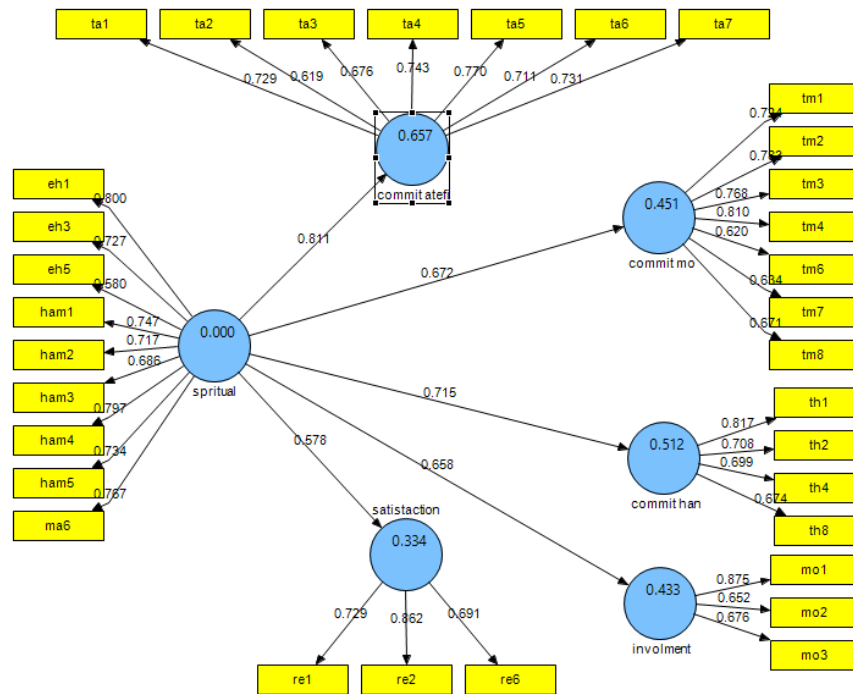 ta1 ta2 ta3 ta4 ta5 ta6 ta7
0.729 0.619 0.676 0.743 0.770 0.711 0.731
0.657
commit atefi
tm1
tm2
tm3
tm4
tm6
tm7
tm8
0.768
0.810
0.620
0.671
0.451
commit mo
eh1
eh3
eh5
ham1
ham2
ham3
ham4
ham5
ma6
0.800
0.727
0.580
0.747
0.717
0.686
0.797
0.734
0.767
0.000
spritual
0.811
0.672
0.715
0.658
0.578
th1
th2
th4
th8
0.817
0.708
0.699
0.674
0.512
commit han
satistaction
0.334
0.729 0.862 0.691
re1 re2 re6
0.433
involment
0.875
0.652
0.676
mo1
mo2
mo3